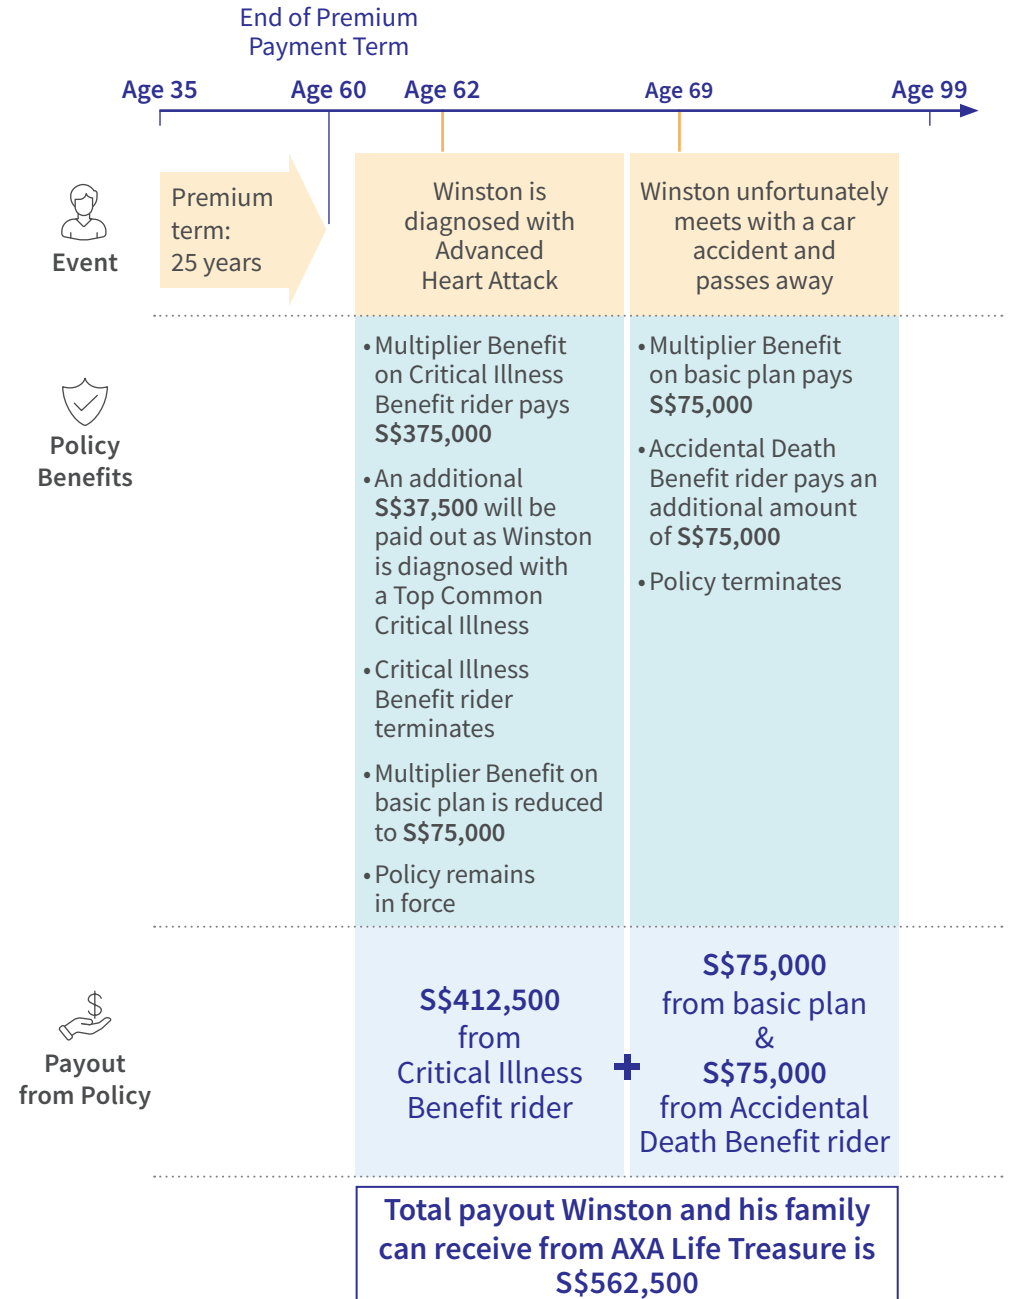 End of Premium
Payment Term
Age 35
Age 60
Age 62
Age 69
Age 99
Event
Premium
term:
25 years
Winston is
diagnosed with
Advanced
Heart Attack
Winston unfortunately
meets with a car
accident and
passes away
Policy
Benefits
• Multiplier Benefit
on Critical Illness
Benefit rider pays
S$375,000
• An additional
S$37,500 will be
paid out as Winston
is diagnosed with
a Top Common
Critical Illness
• Critical Illness
Benefit rider
terminates
• Multiplier Benefit on
basic plan is reduced
to S$75,000
• Policy remains
in force
• Multiplier Benefit
on basic plan pays
S$75,000
• Accidental Death
Benefit rider pays an
additional amount
of S$75,000
• Policy terminates
Payout
from Policy
S$412,500
from
Critical Illness
Benefit rider
+
S$75,000
from basic plan
&
S$75,000
from Accidental
Death Benefit rider
Total payout Winston and his family
can receive from AXA Life Treasure is
S$562,500